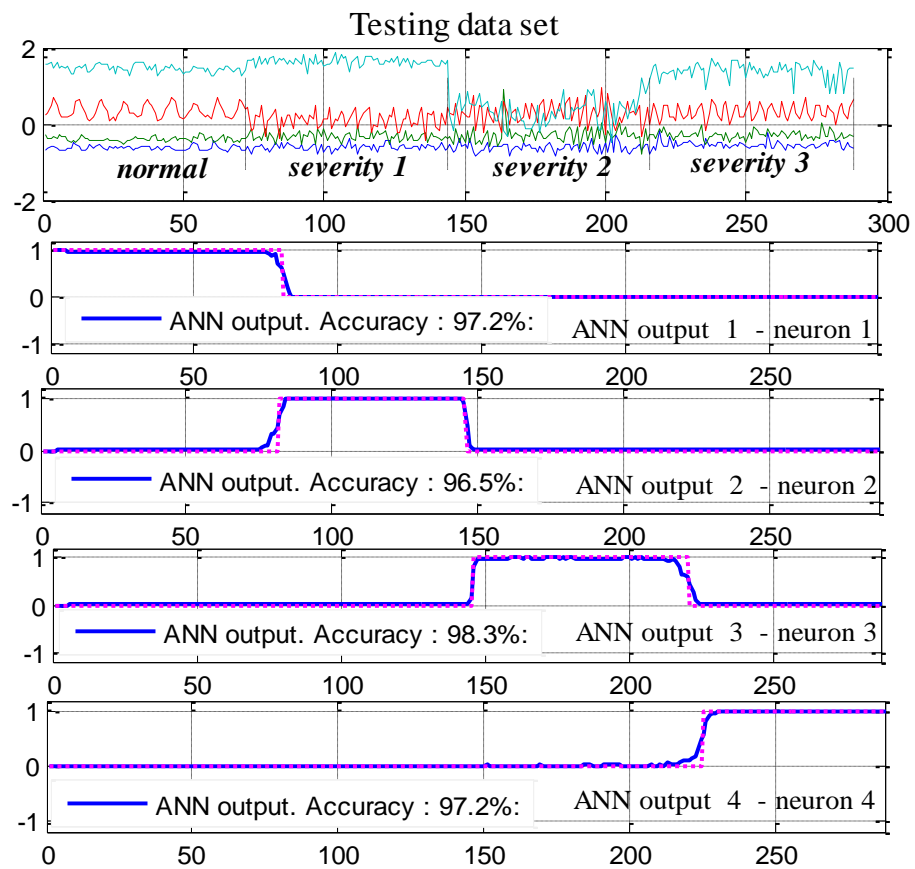 Testing data set
2
0
-2
normal
severity 1
severity 2
severity 3
0 50 100 150 200 250 300
1
0
-1
ANN output. Accuracy : 97.2%:
ANN output 1 - neuron 1
0 50 100 150 200 250
1
0
-1
ANN output. Accuracy : 96.5%:
ANN output 2 - neuron 2
0 50 100 150 200 250
1
0
-1
ANN output. Accuracy : 98.3%:
ANN output 3 - neuron 3
0 50 100 150 200 250
1
0
-1
ANN output. Accuracy : 97.2%:
ANN output 4 - neuron 4
0 50 100 150 200 250